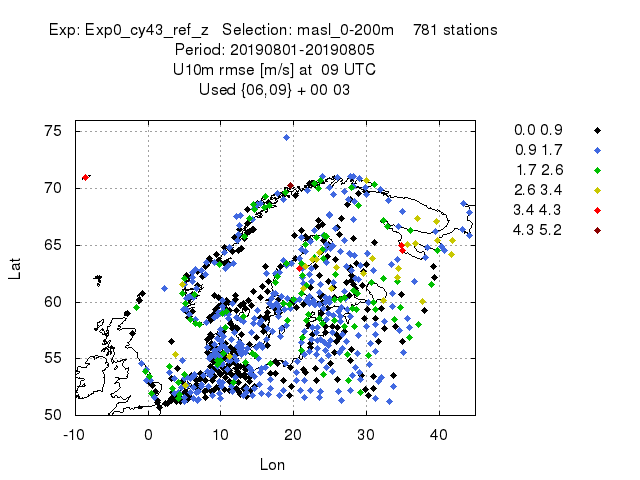 Exp: Exp0_cy43_ref_z Selection: masl_0-200m 781 stations
Period: 20190801-20190805
U10m rmse [m/s] at 09 UTC
Used {06,09} + 00 03
75
70
65
60
55
50
-10 0 10 20 30 40
Lat
Lon
0.0 0.9
0.9 1.7
1.7 2.6
2.6 3.4
3.4 4.3
4.3 5.2